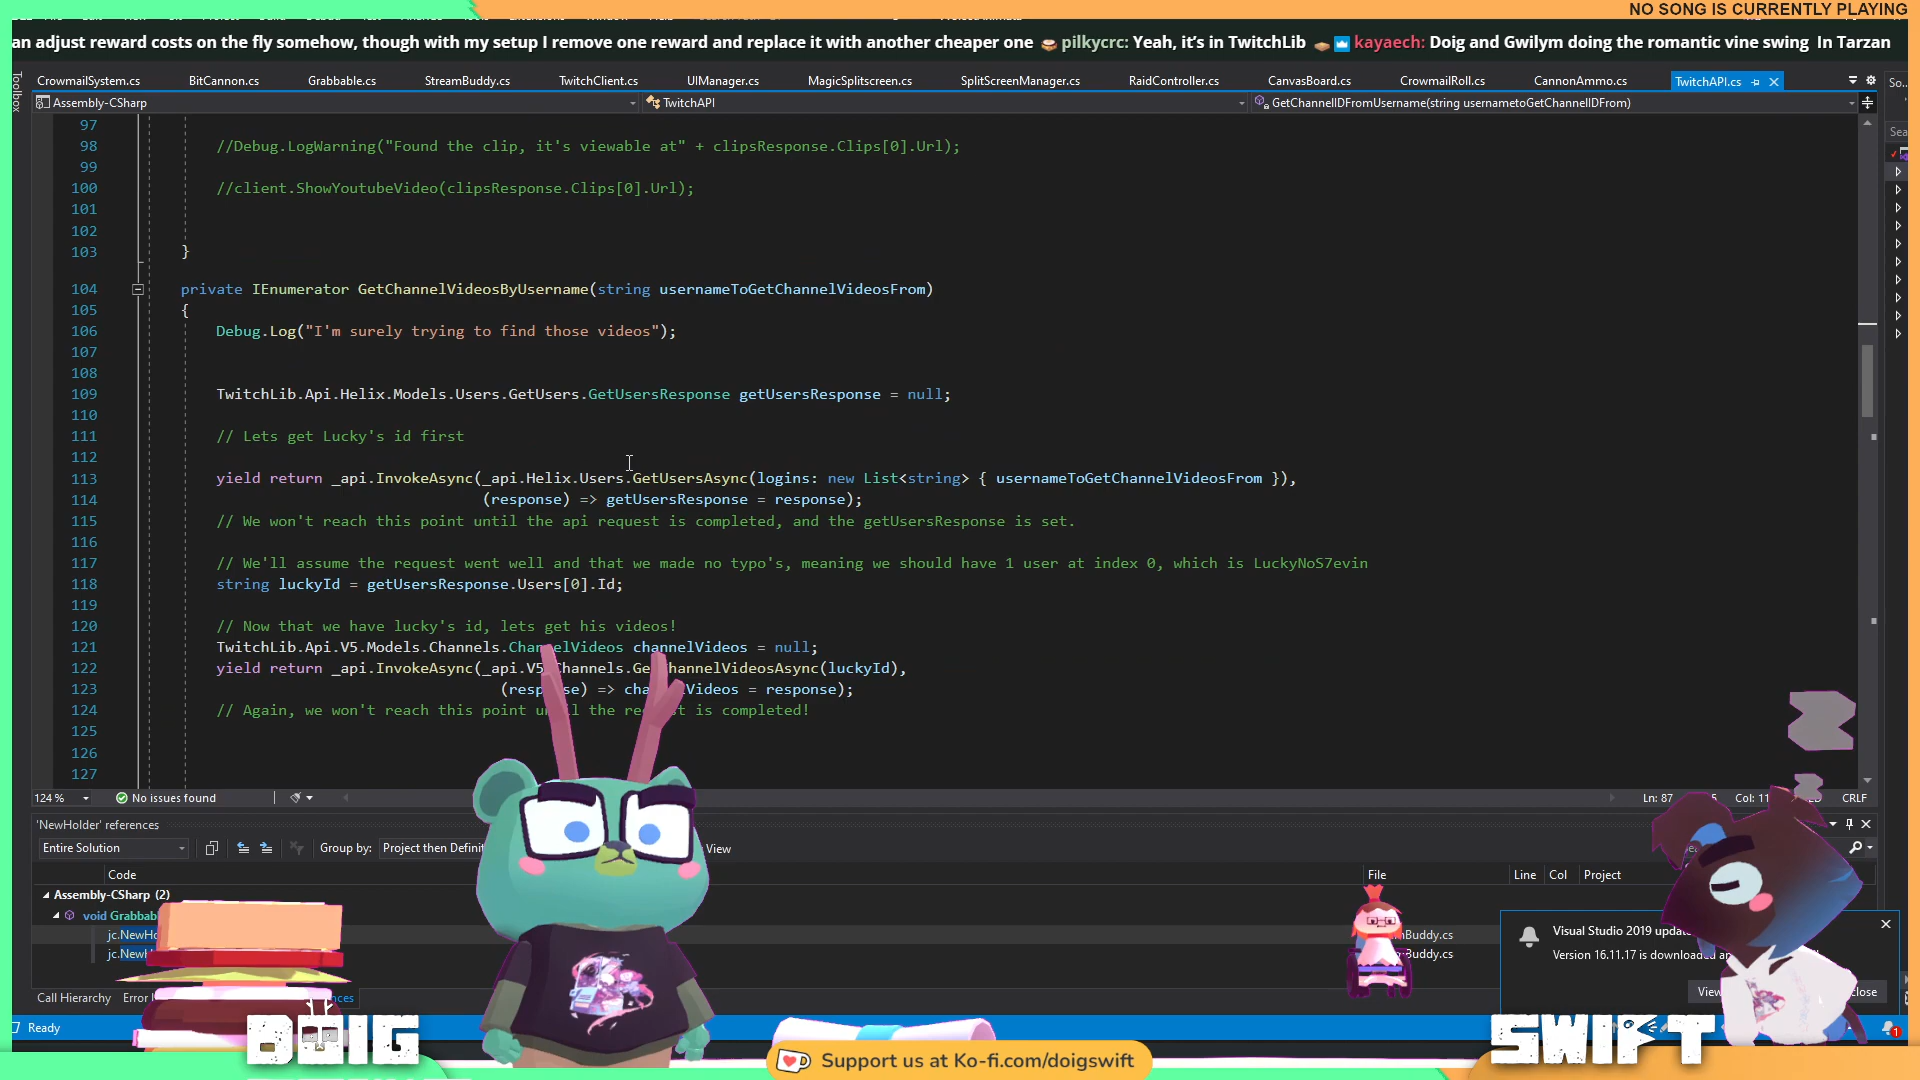 NO SONG IS CURRENTLY PLAYING
an adjust reward costs on the fly somehow, though with my setup I remove one reward and replace it with another cheaper one pilkycrc: Yeah, it's in TwitchLib kayaech: Doig and Gwilym doing the romantic vine swing In Tarzan
CrowmailSystem.cs BitCannon.cs Grabbable.cs StreamBuddy.cs TwitchClient.cs UIManager.cs MagicSplitscreen.cs SplitScreenManager.cs RaidController.cs CanvasBoard.cs CrowmailRoll.cs CannonAmmo.cs TwitchAPI.cs So..
Toolbox
Assembly-CSharp TwitchAPI GetChannelIDFromUsername(string usernametoGetChannelIDFrom)
Sea
97
98 //Debug.LogWarning("Found the clip, it's viewable at" + clipsResponse.Clips[0].Url);
99
100 //client.ShowYoutubeVideo(clipsResponse.Clips[0].Url);
101
102
103 }
104 private IEnumerator GetChannelVideosByUsername(string usernameToGetChannelVideosFrom)
105 {
106 Debug.Log("I'm surely trying to find those videos");
107
108
109 TwitchLib.Api.Helix.Models.Users.GetUsers.GetUsersResponse getUsersResponse = null;
110
111 // Lets get Lucky's id first
112
113 yield return _api.InvokeAsync(_api.Helix.Users.GetUsersAsync(logins: new List<string> { usernameToGetChannelVideosFrom }),
114 (response) => getUsersResponse = response);
115 // We won't reach this point until the api request is completed, and the getUsersResponse is set.
116
117 // We'll assume the request went well and that we made no typo's, meaning we should have 1 user at index 0, which is LuckyNoS7evin
118 string luckyId = getUsersResponse.Users[0].Id;
119
120 // Now that we have lucky's id, lets get his videos!
121 TwitchLib.Api.V5.Models.Channels.ChannelVideos channelVideos = null;
122 yield return _api.InvokeAsync(_api.V5.Channels.GetChannelVideosAsync(luckyId),
123 (response) => channelVideos = response);
124 // Again, we won't reach this point until the request is completed!
125
126
127
124 % No issues found Ln: 87 Col: 11 CRLF
'NewHolder' references
Entire Solution Group by: Project then View
Code File Line Col Project
Assembly-CSharp (2)
void Grabbab
jc.NewHo Buddy.cs
jc.New Buddy.cs
Visual Studio 2019 update
Version 16.11.17 is downloaded
View close
Call Hierarchy Error
Ready
1
DOIG
SWIFT
Support us at Ko-fi.com/doigswift